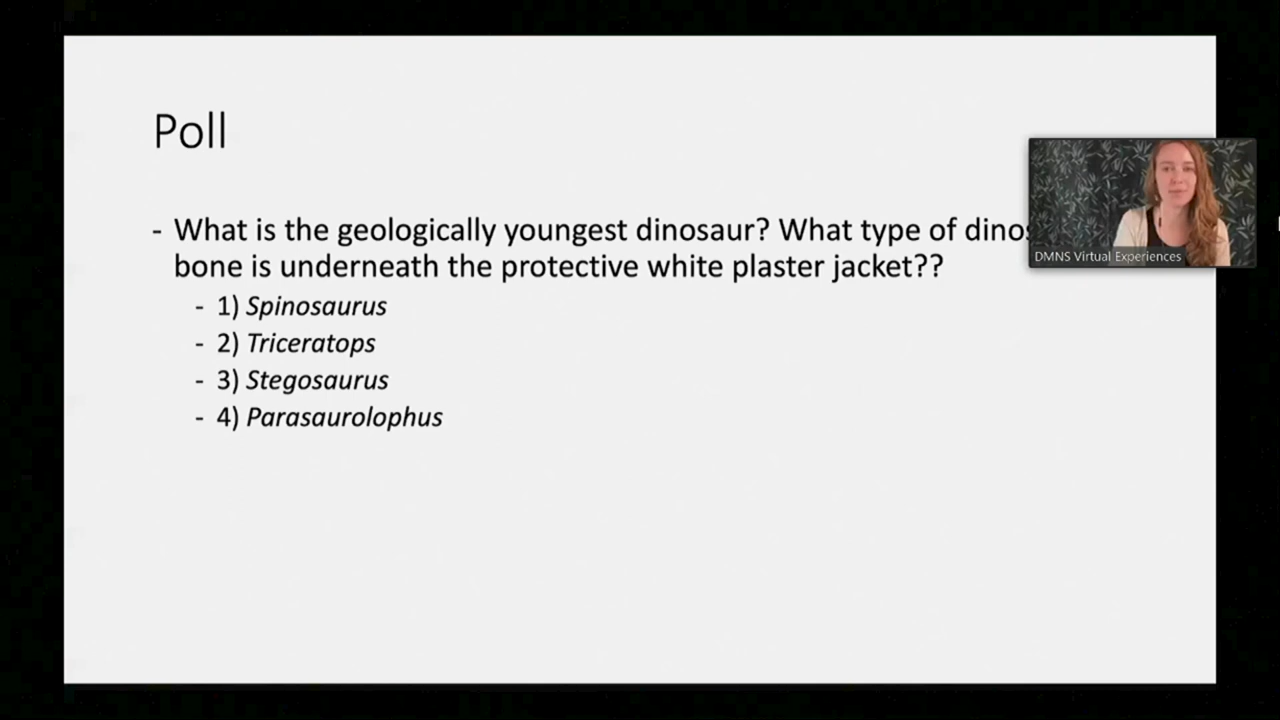 Poll
- What is the geologically youngest dinosaur? What type of
bone is underneath the protective white plaster jacket??
- 1) Spinosaurus
- 2) Triceratops
- 3) Stegosaurus
- 4) Parasaurolophus
DMNS Virtual Experiences